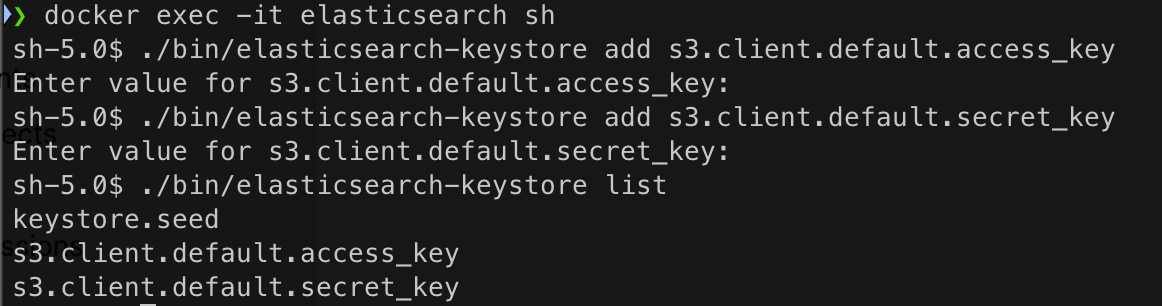 ❯ docker exec -it elasticsearch sh
sh-5.0$ ./bin/elasticsearch-keystore add s3.client.default.access_key
Enter value for s3.client.default.access_key:
sh-5.0$ ./bin/elasticsearch-keystore add s3.client.default.secret_key
Enter value for s3.client.default.secret_key:
sh-5.0$ ./bin/elasticsearch-keystore list
keystore.seed
s3.client.default.access_key
s3.client.default.secret_key